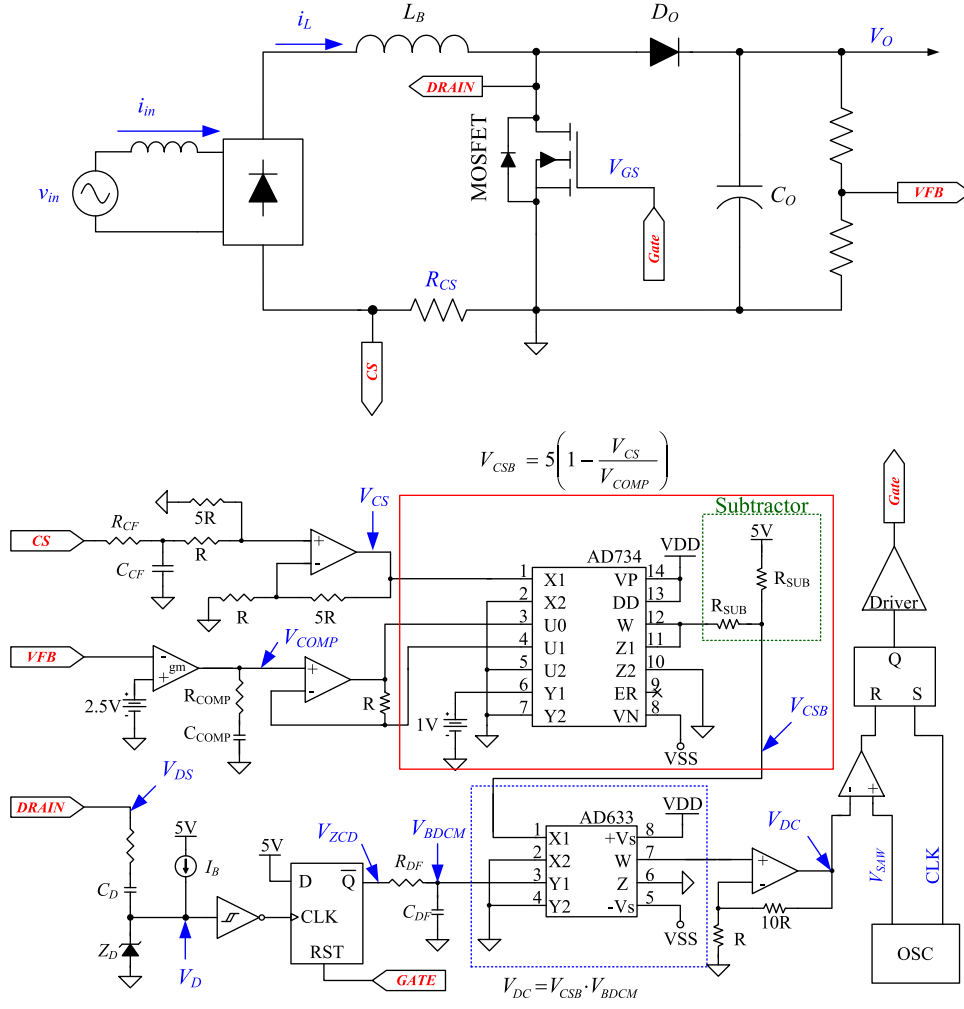 i_L
L_B
D_O
V_O
DRAIN
i_in
MOSFET
V_GS
v_in
C_O
VFB
Gate
R_CS
CS
V_CSB = 5(1 - V_CS / V_COMP)
Gate
V_CS
Subtractor
5R
5V
CS
R_CF
R
AD734
VDD
R_SUB
C_CF
+
-
1 X1 VP 14
2 X2 DD 13
3 U0 W 12
4 U1 Z1 11
5 U2 Z2 10
6 Y1 ER 9
7 Y2 VN 8
R_SUB
Driver
R
5R
V_COMP
VFB
-
+
gm
+
-
Q
R S
R_COMP
R
2.5V
C_COMP
1V
VSS
V_CSB
V_DS
DRAIN
- +
AD633
VDD
5V
5V
V_ZCD
V_BDCM
V_DC
V_SAW
CLK
I_B
R_DF
1 X1 +Vs 8
2 X2 W 7
3 Y1 Z 6
4 Y2 -Vs 5
+
-
D Q
C_D
CLK
C_DF
10R
Z_D
RST
VSS
R
OSC
V_D
GATE
V_DC = V_CSB · V_BDCM